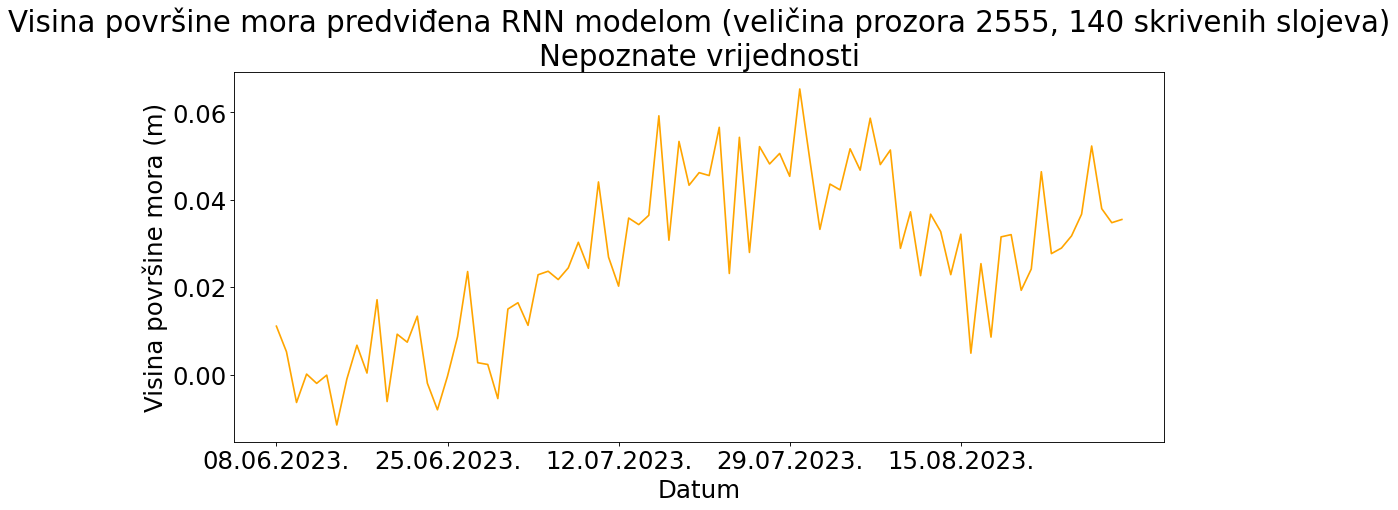 Visina površine mora predviđena RNN modelom (veličina prozora 2555, 140 skrivenih slojeva)
Nepoznate vrijednosti
Visina površine mora (m)
0.06
0.04
0.02
0.00
08.06.2023.
25.06.2023.
12.07.2023.
29.07.2023.
15.08.2023.
Datum